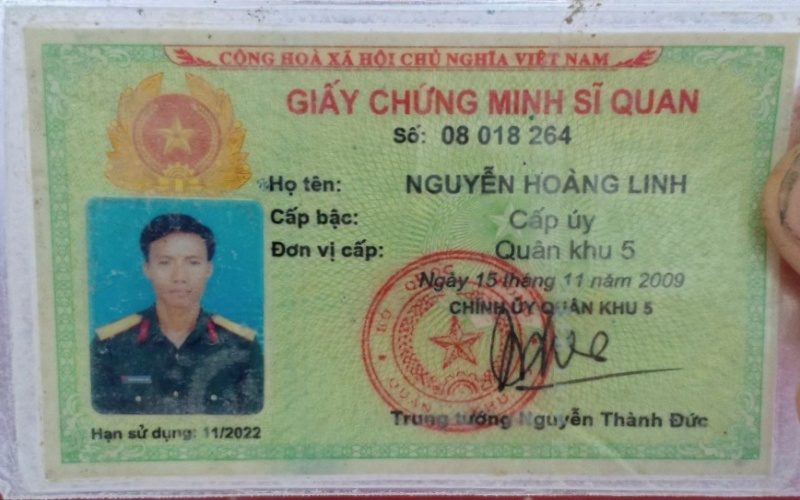 CỘNG HOÀ XÃ HỘI CHỦ NGHĨA VIỆT NAM
GIẤY CHỨNG MINH SĨ QUAN
Số: 08 018 264
Họ tên: NGUYỄN HOÀNG LINH
Cấp bậc: Cấp úy
Đơn vị cấp: Quân khu 5
Ngày 15 tháng 11 năm 2009
CHÍNH ỦY QUÂN KHU 5
Trung tướng Nguyễn Thành Đức
Hạn sử dụng: 11/2022